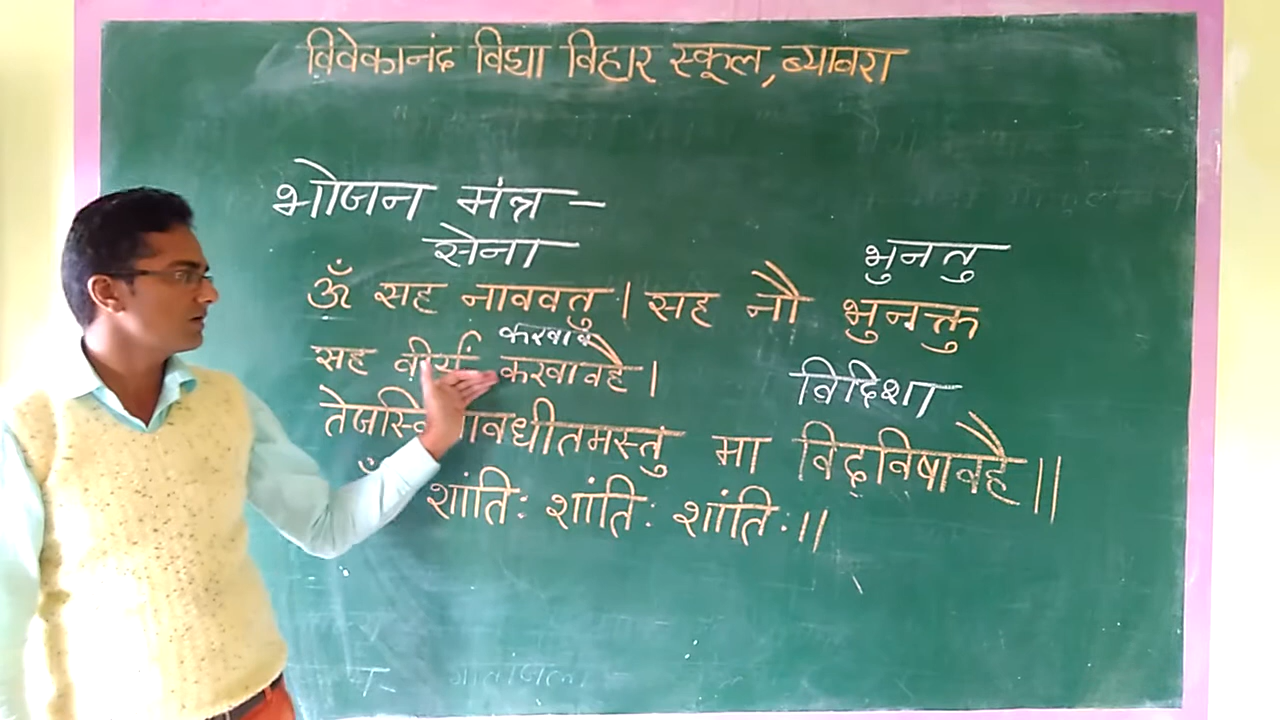 विवेकानंद विद्या विहार स्कूल, ब्यावरा
भोजन मंत्र –
सेना भुनतु
ॐ सह नाववतु । सह नौ भुनक्तु
करवाव
सह वीर्यं करवावहै ।
विदिशा
तेजस्विनावधीतमस्तु मा विद्विषावहै ॥
ॐ शांतिः शांतिः शांतिः ॥